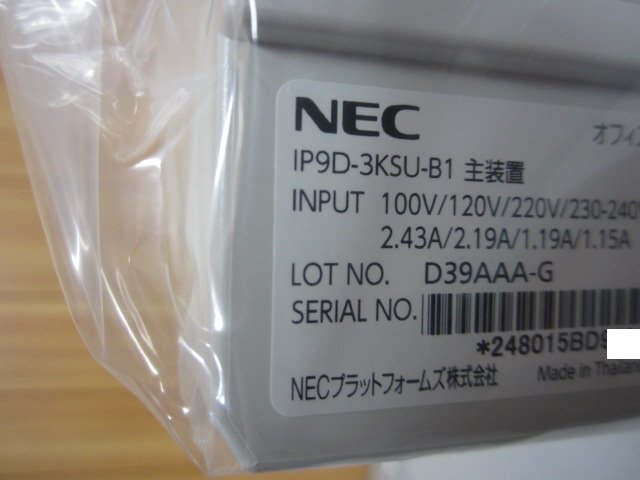 NEC
オフィ
IP9D-3KSU-B1 主装置
INPUT 100V/120V/220V/230-240V
2.43A/2.19A/1.19A/1.15A
LOT NO. D39AAA-G
SERIAL NO.
*248015BD9
NECプラットフォームズ株式会社 Made in Thailand